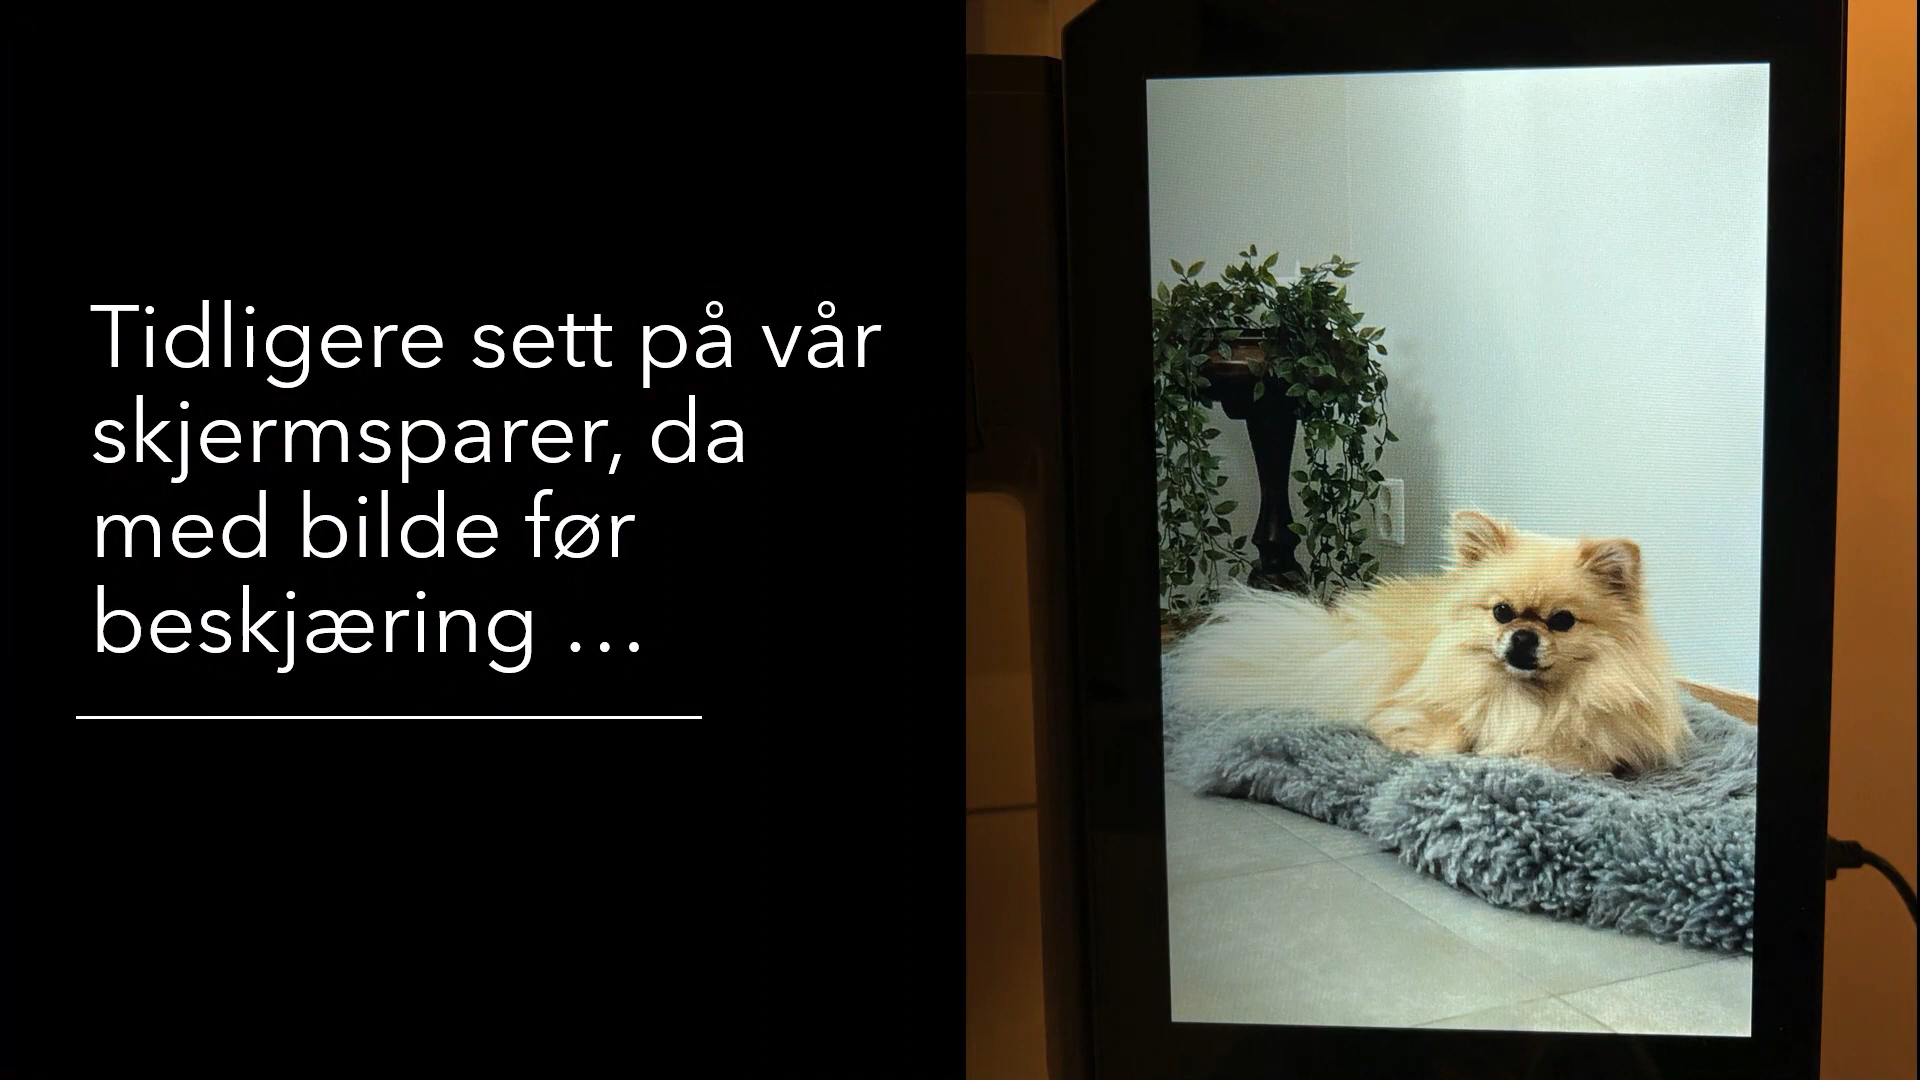 Tidligere sett på vår
skjermsparer, da
med bilde før
beskjæring …